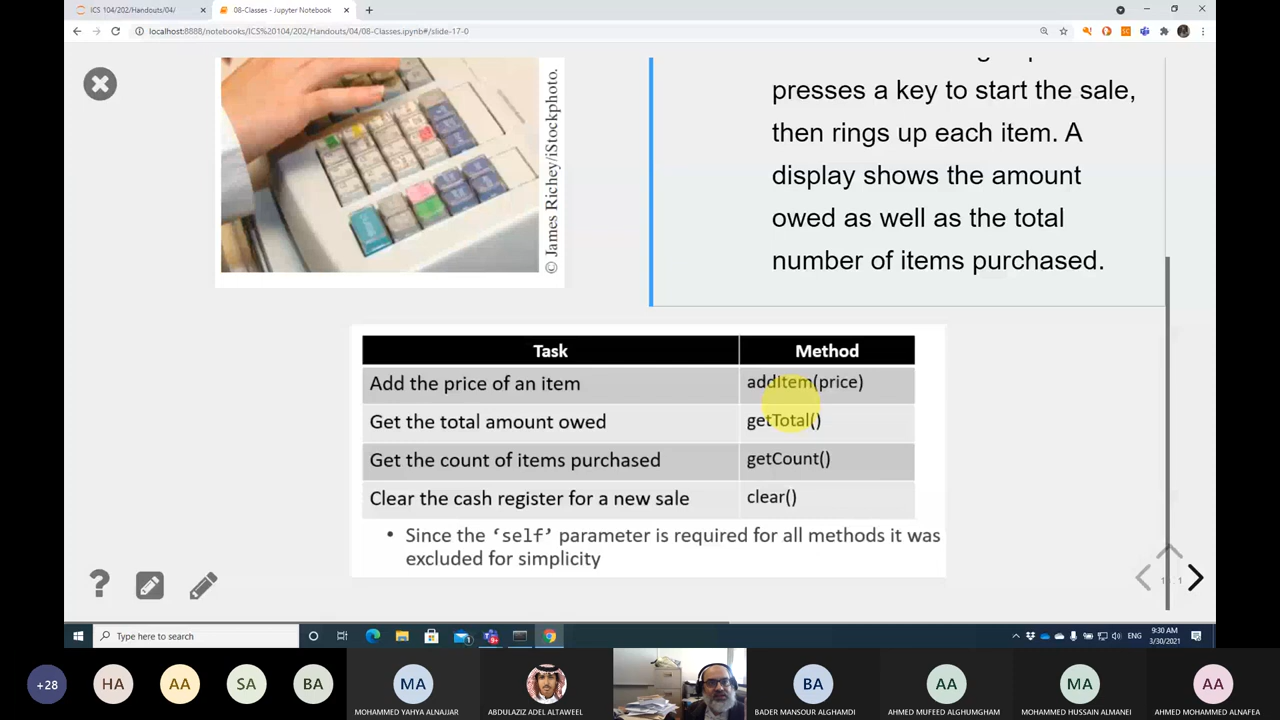 ICS 104/202/Handouts/04/
08-Classes - Jupyter Notebook
localhost:8888/notebooks/ICS%20104/202/Handouts/04/08-Classes.ipynb#/slide-17-0
© James Richey/iStockphoto.
presses a key to start the sale,
then rings up each item. A
display shows the amount
owed as well as the total
number of items purchased.
Task Method
Add the price of an item addItem(price)
Get the total amount owed getTotal()
Get the count of items purchased getCount()
Clear the cash register for a new sale clear()
• Since the ‘self’ parameter is required for all methods it was
excluded for simplicity
?
Type here to search
ENG
9:30 AM
3/30/2021
+28
HA
AA
SA
BA
MA
MOHAMMED YAHYA ALNAJJAR
ABDULAZIZ ADEL ALTAWEEL
BA
BADER MANSOUR ALGHAMDI
AA
AHMED MUFEED ALGHUMGHAM
MA
MOHAMMED HUSSAIN ALMANEI
AA
AHMED MOHAMMED ALNAFEA